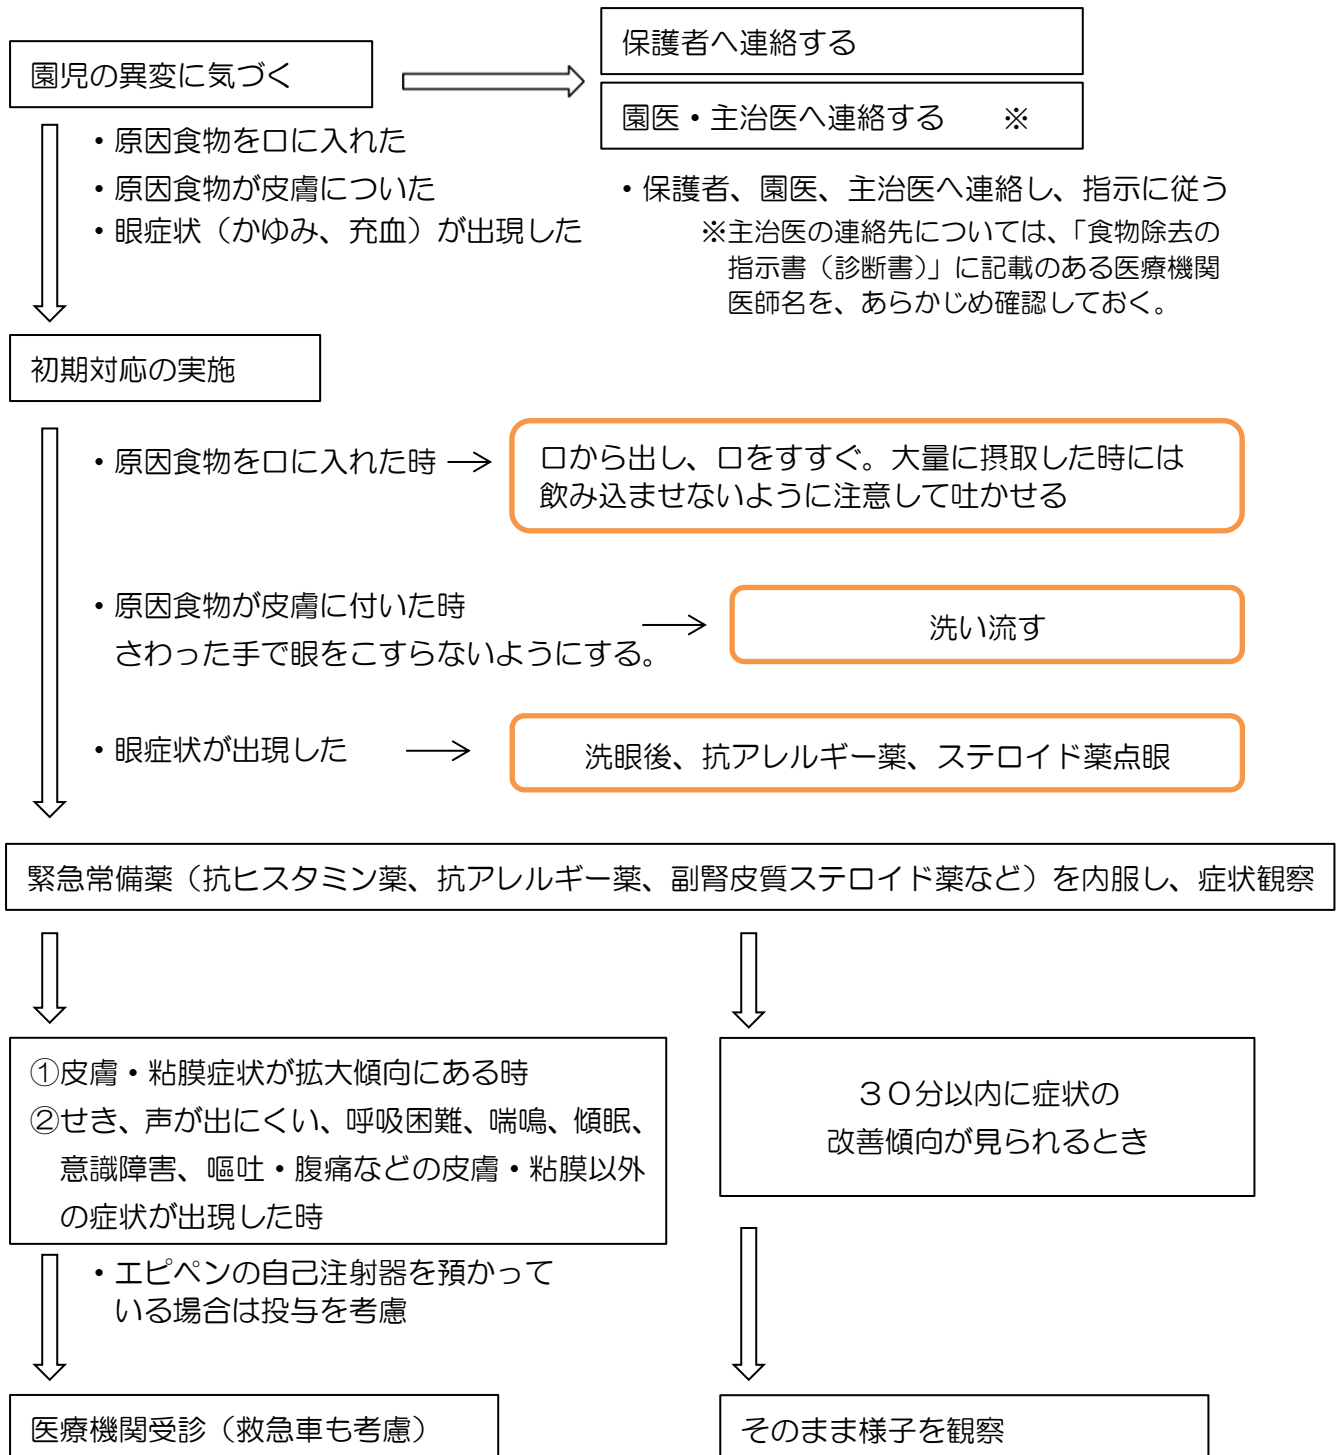 園児の異変に気づく
保護者へ連絡する
園医・主治医へ連絡する ※
・原因食物を口に入れた
・原因食物が皮膚についた
・眼症状（かゆみ、充血）が出現した
・保護者、園医、主治医へ連絡し、指示に従う
※主治医の連絡先については、「食物除去の
指示書（診断書）」に記載のある医療機関
医師名を、あらかじめ確認しておく。
初期対応の実施
・原因食物を口に入れた時
口から出し、口をすすぐ。大量に摂取した時には
飲み込ませないように注意して吐かせる
・原因食物が皮膚に付いた時
さわった手で眼をこすらないようにする。
洗い流す
・眼症状が出現した
洗眼後、抗アレルギー薬、ステロイド薬点眼
緊急常備薬（抗ヒスタミン薬、抗アレルギー薬、副腎皮質ステロイド薬など）を内服し、症状観察
①皮膚・粘膜症状が拡大傾向にある時
②せき、声が出にくい、呼吸困難、喘鳴、傾眠、
意識障害、嘔吐・腹痛などの皮膚・粘膜以外
の症状が出現した時
３０分以内に症状の
改善傾向が見られるとき
・エピペンの自己注射器を預かって
いる場合は投与を考慮
医療機関受診（救急車も考慮）
そのまま様子を観察